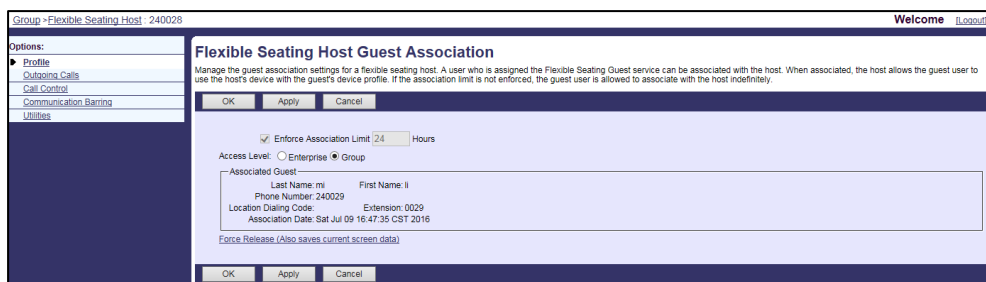 Group >Flexible Seating Host : 240028
Welcome [Logout]
Options:
Profile
Outgoing Calls
Call Control
Communication Barring
Utilities
Flexible Seating Host Guest Association
Manage the guest association settings for a flexible seating host. A user who is assigned the Flexible Seating Guest service can be associated with the host. When associated, the host allows the guest user to
use the host's device with the guest's device profile. If the association limit is not enforced, the guest user is allowed to associate with the host indefinitely.
OK Apply Cancel
Enforce Association Limit 24 Hours
Access Level: Enterprise Group
Associated Guest
Last Name: mi First Name: li
Phone Number: 240029
Location Dialing Code: Extension: 0029
Association Date: Sat Jul 09 16:47:35 CST 2016
Force Release (Also saves current screen data)
OK Apply Cancel